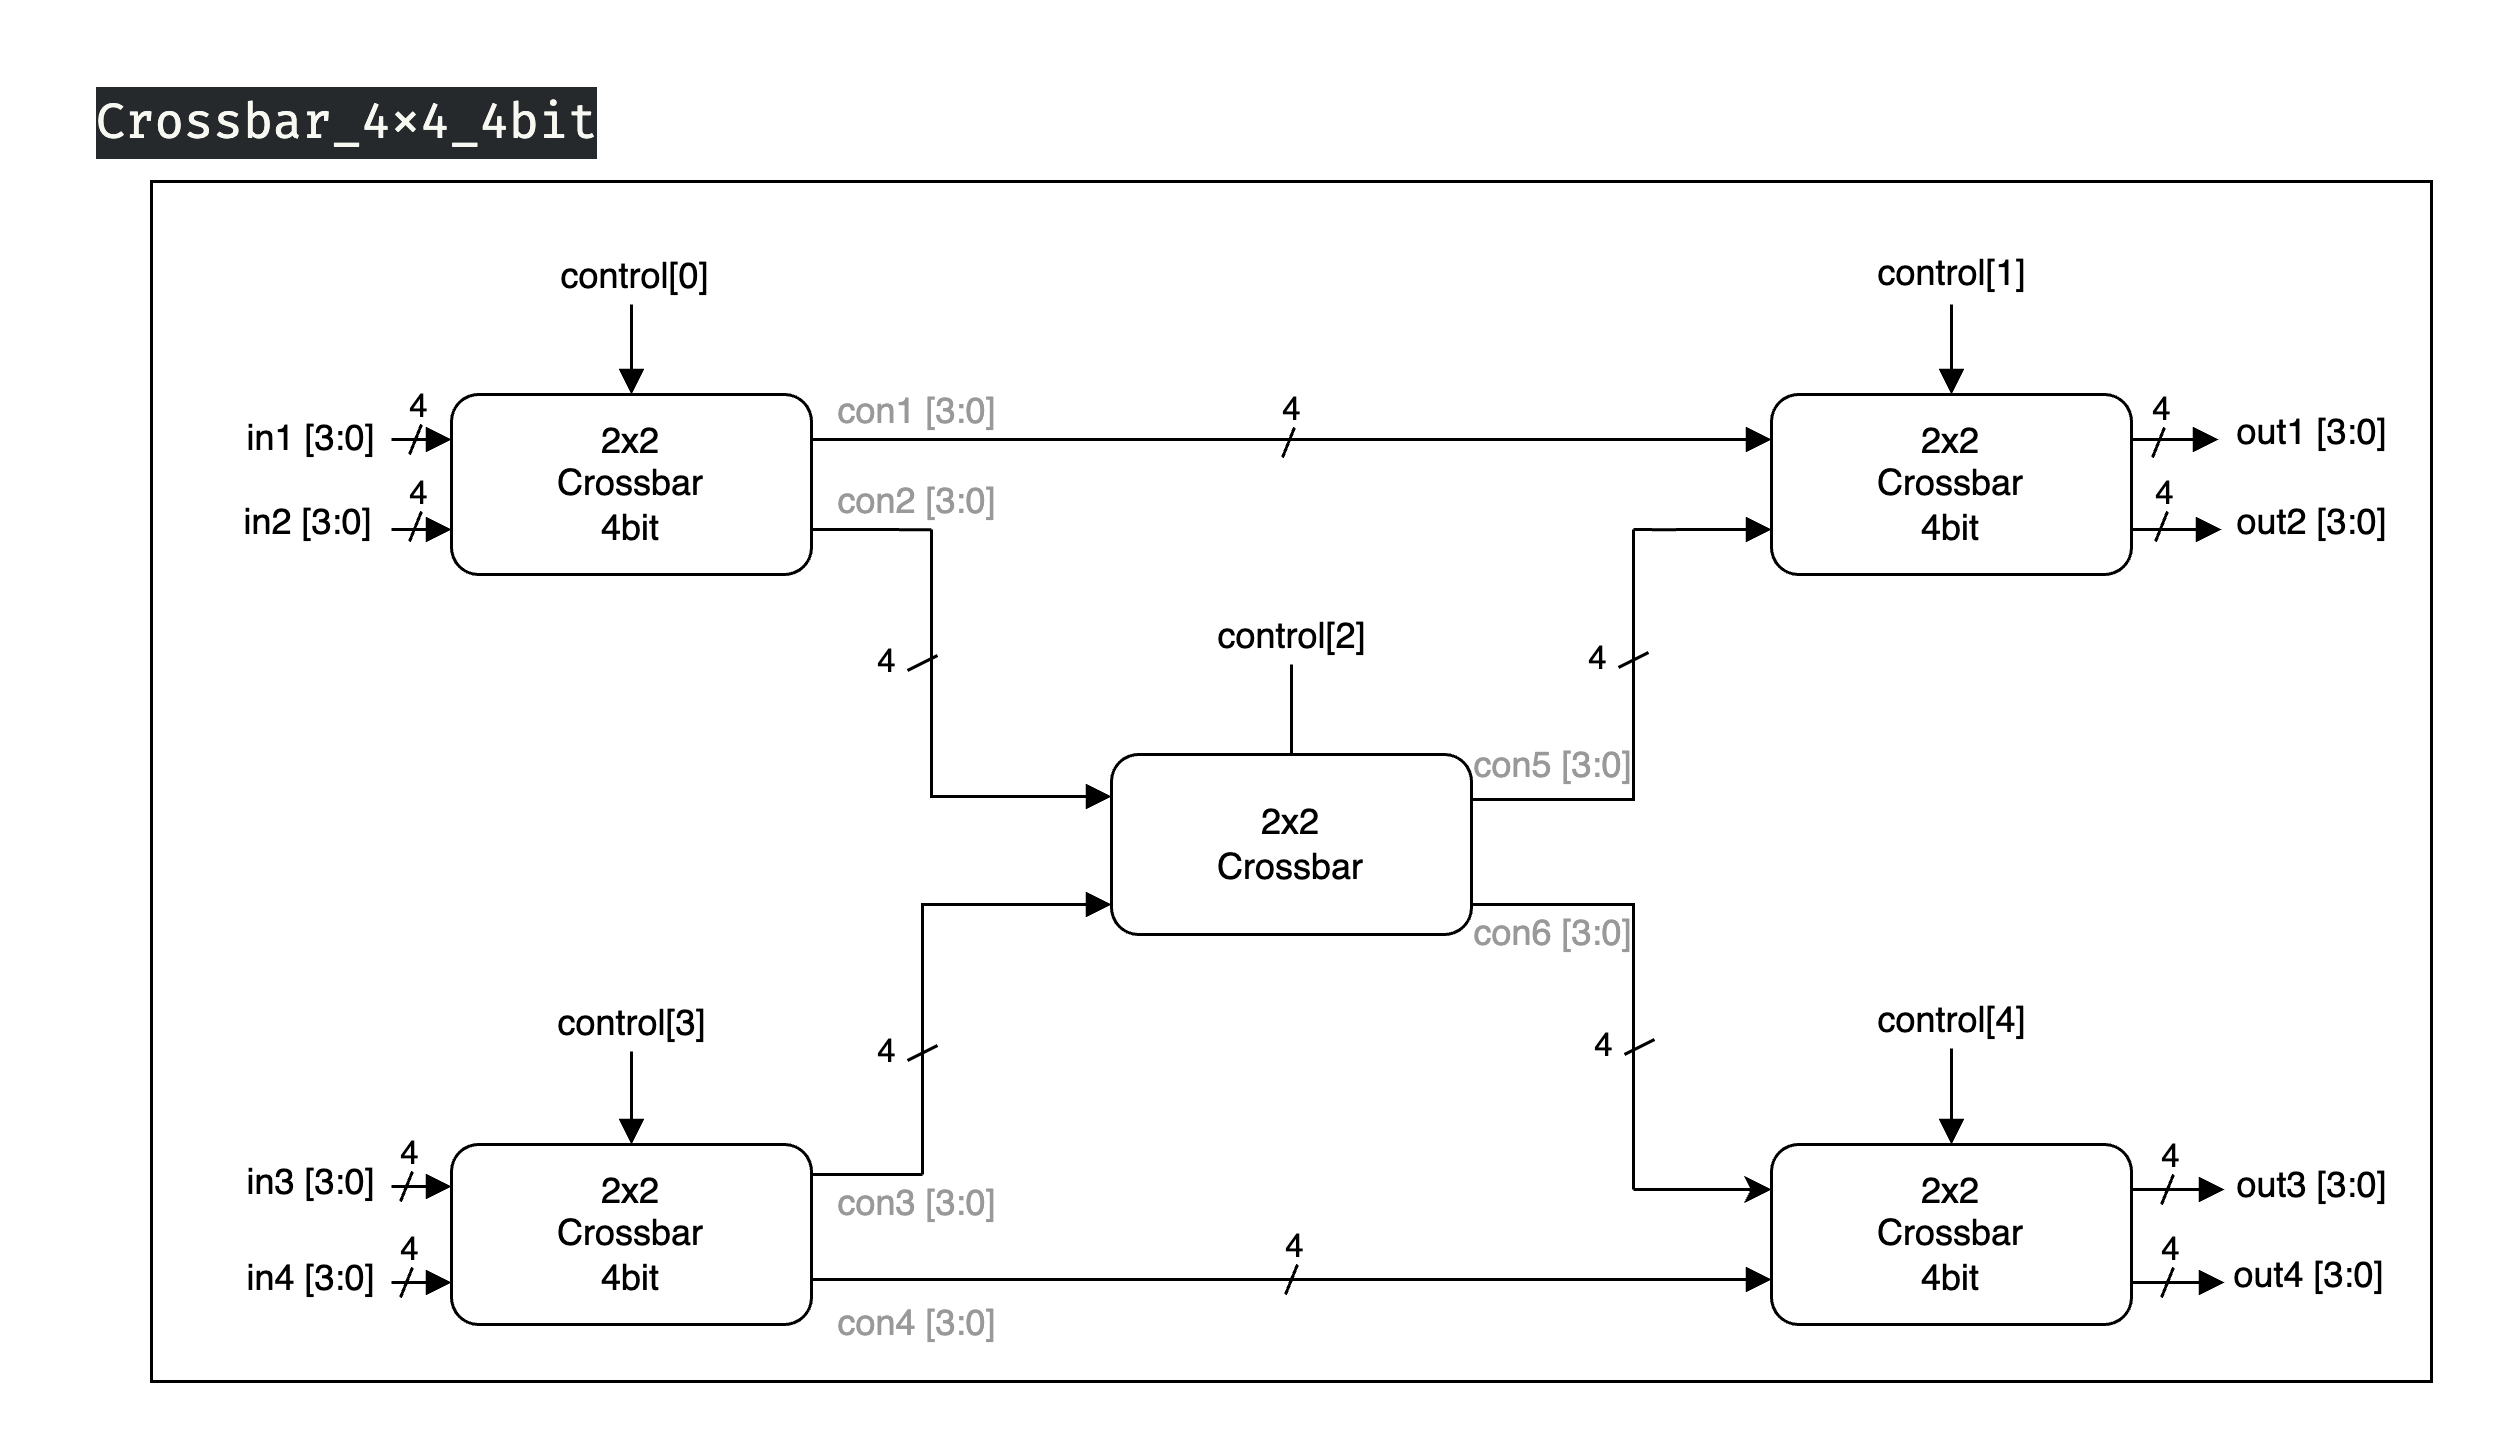 Crossbar_4×4_4bit
control[0]
control[1]
4
in1 [3:0]
4
in2 [3:0]
2x2
Crossbar
4bit
con1 [3:0]
4
con2 [3:0]
2x2
Crossbar
4bit
4
out1 [3:0]
4
out2 [3:0]
4
control[2]
4
2x2
Crossbar
con5 [3:0]
con6 [3:0]
control[3]
4
4
control[4]
4
in3 [3:0]
4
in4 [3:0]
2x2
Crossbar
4bit
con3 [3:0]
4
con4 [3:0]
2x2
Crossbar
4bit
4
out3 [3:0]
4
out4 [3:0]